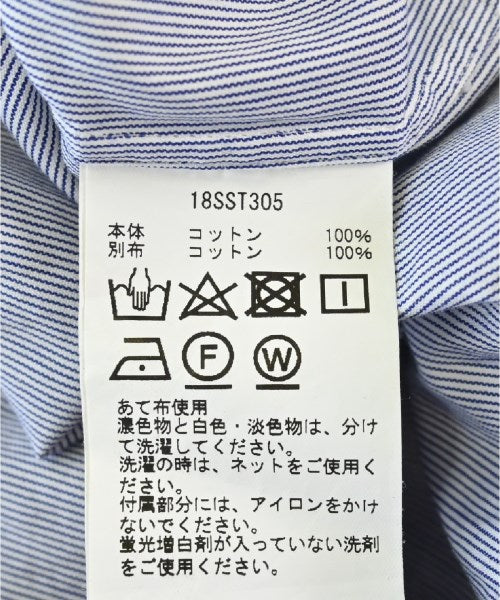 18SST305
本体 コットン 100%
別布 コットン 100%
F W
あて布使用
濃色物と白色・淡色物は、分け
て洗濯してください。
洗濯の時は、ネットをご使用く
ださい。
付属部分には、アイロンをかけ
ないでください。
蛍光増白剤が入っていない洗剤
をご使用ください。